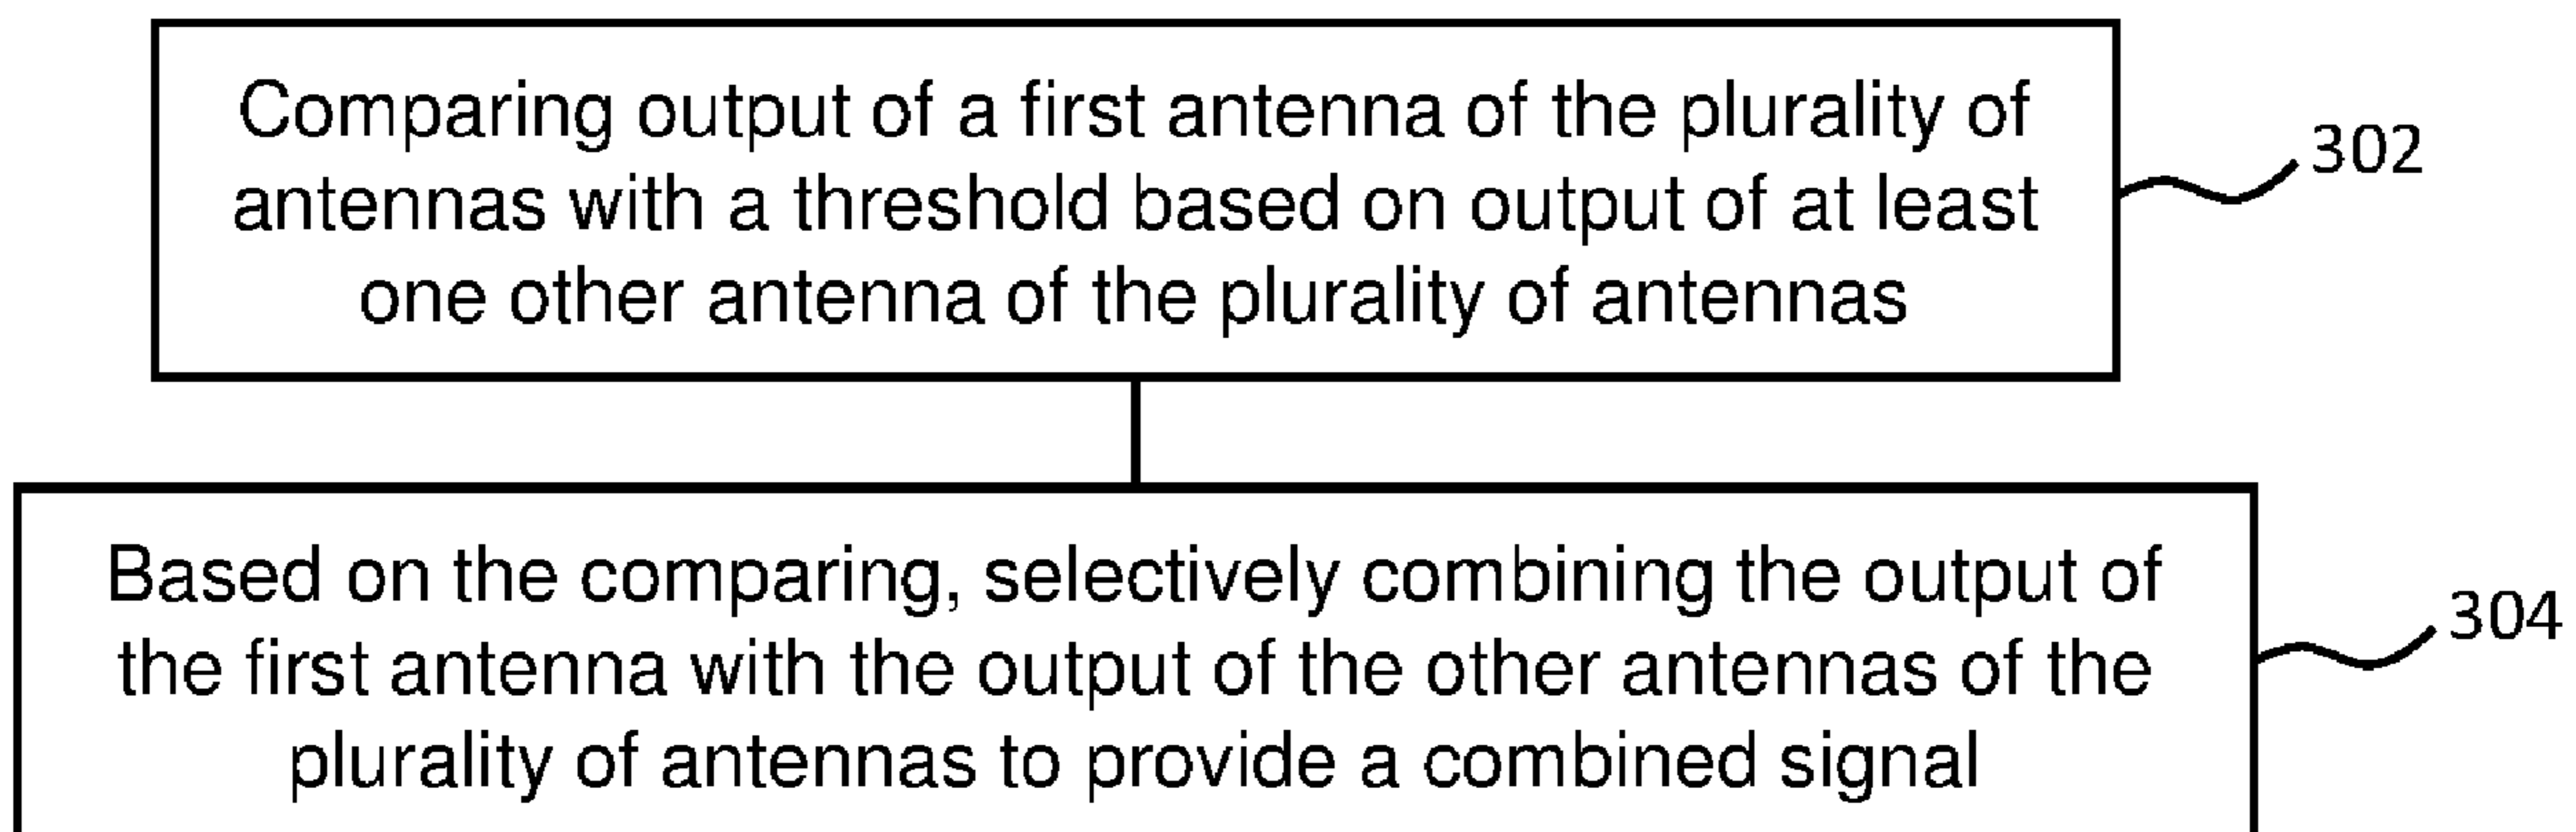 Comparing output of a first antenna of the plurality of
antennas with a threshold based on output of at least
one other antenna of the plurality of antennas
302
Based on the comparing, selectively combining the output of
the first antenna with the output of the other antennas of the
plurality of antennas to provide a combined signal
304